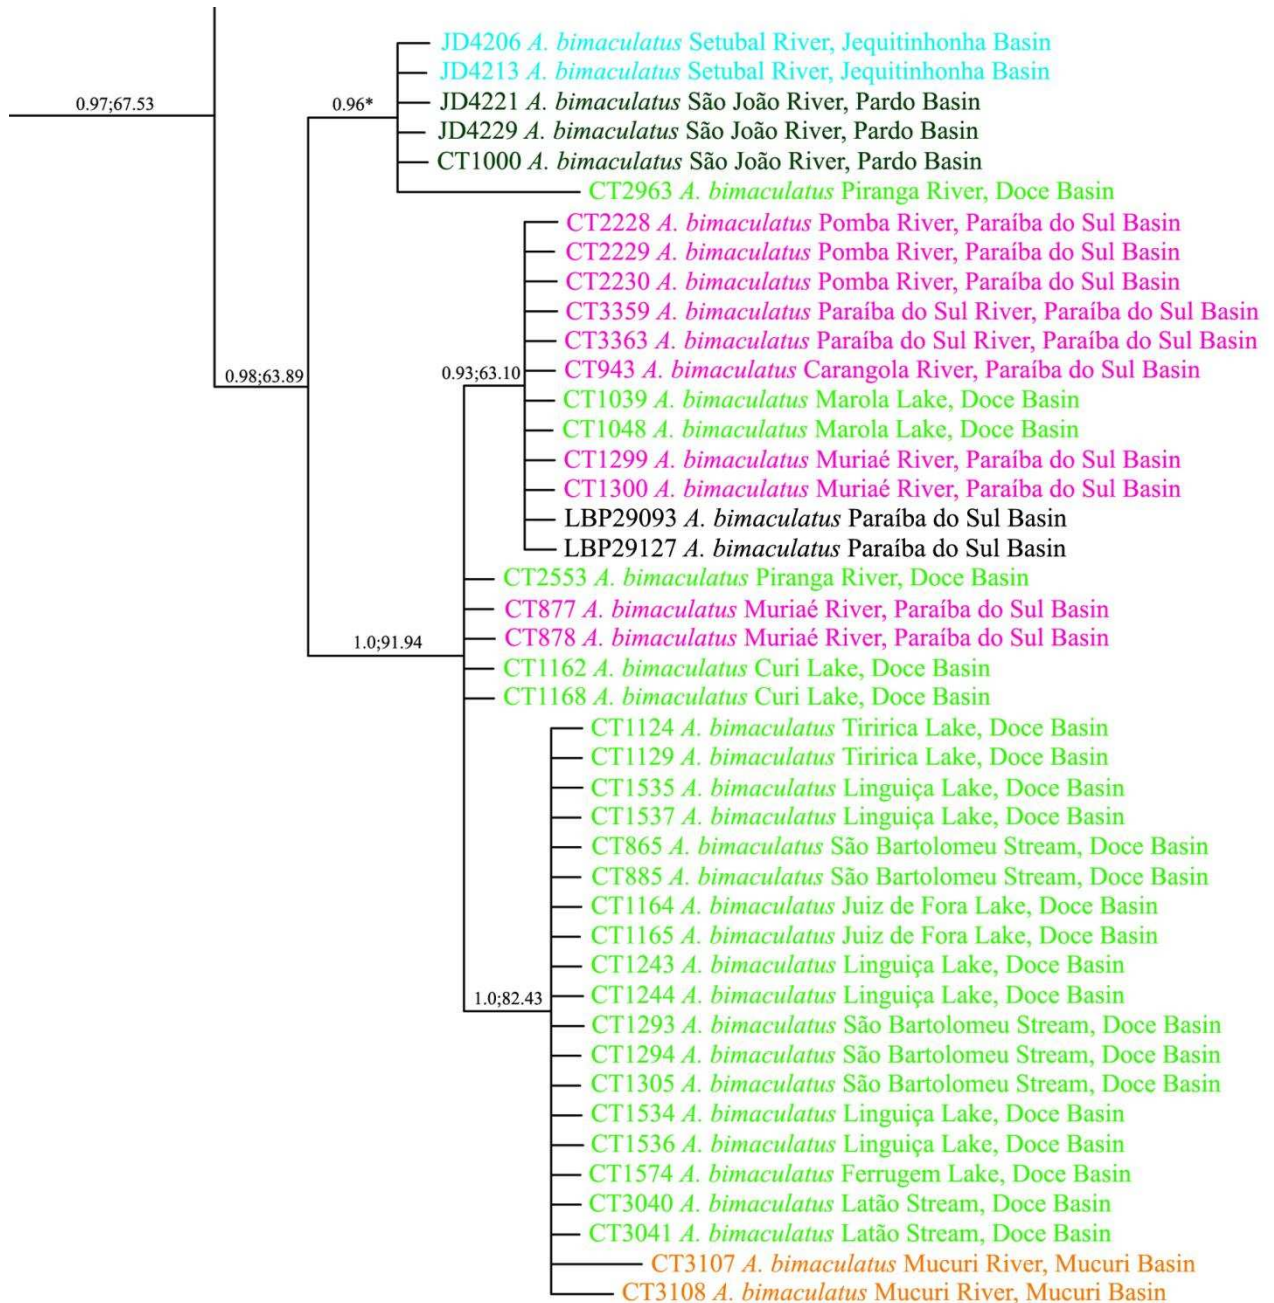 JD4206 A. bimaculatus Setubal River, Jequitinhonha Basin
JD4213 A. bimaculatus Setubal River, Jequitinhonha Basin
0.97;67.53
0.96*
JD4221 A. bimaculatus São João River, Pardo Basin
JD4229 A. bimaculatus São João River, Pardo Basin
CT1000 A. bimaculatus São João River, Pardo Basin
CT2963 A. bimaculatus Piranga River, Doce Basin
CT2228 A. bimaculatus Pomba River, Paraíba do Sul Basin
CT2229 A. bimaculatus Pomba River, Paraíba do Sul Basin
CT2230 A. bimaculatus Pomba River, Paraíba do Sul Basin
CT3359 A. bimaculatus Paraíba do Sul River, Paraíba do Sul Basin
CT3363 A. bimaculatus Paraíba do Sul River, Paraíba do Sul Basin
0.98;63.89
0.93;63.10
CT943 A. bimaculatus Carangola River, Paraíba do Sul Basin
CT1039 A. bimaculatus Marola Lake, Doce Basin
CT1048 A. bimaculatus Marola Lake, Doce Basin
CT1299 A. bimaculatus Muriaé River, Paraíba do Sul Basin
CT1300 A. bimaculatus Muriaé River, Paraíba do Sul Basin
LBP29093 A. bimaculatus Paraíba do Sul Basin
LBP29127 A. bimaculatus Paraíba do Sul Basin
CT2553 A. bimaculatus Piranga River, Doce Basin
CT877 A. bimaculatus Muriaé River, Paraíba do Sul Basin
CT878 A. bimaculatus Muriaé River, Paraíba do Sul Basin
1.0;91.94
CT1162 A. bimaculatus Curi Lake, Doce Basin
CT1168 A. bimaculatus Curi Lake, Doce Basin
CT1124 A. bimaculatus Tiririca Lake, Doce Basin
CT1129 A. bimaculatus Tiririca Lake, Doce Basin
CT1535 A. bimaculatus Linguiça Lake, Doce Basin
CT1537 A. bimaculatus Linguiça Lake, Doce Basin
CT865 A. bimaculatus São Bartolomeu Stream, Doce Basin
CT885 A. bimaculatus São Bartolomeu Stream, Doce Basin
CT1164 A. bimaculatus Juiz de Fora Lake, Doce Basin
CT1165 A. bimaculatus Juiz de Fora Lake, Doce Basin
CT1243 A. bimaculatus Linguiça Lake, Doce Basin
CT1244 A. bimaculatus Linguiça Lake, Doce Basin
1.0;82.43
CT1293 A. bimaculatus São Bartolomeu Stream, Doce Basin
CT1294 A. bimaculatus São Bartolomeu Stream, Doce Basin
CT1305 A. bimaculatus São Bartolomeu Stream, Doce Basin
CT1534 A. bimaculatus Linguiça Lake, Doce Basin
CT1536 A. bimaculatus Linguiça Lake, Doce Basin
CT1574 A. bimaculatus Ferrugem Lake, Doce Basin
CT3040 A. bimaculatus Latão Stream, Doce Basin
CT3041 A. bimaculatus Latão Stream, Doce Basin
CT3107 A. bimaculatus Mucuri River, Mucuri Basin
CT3108 A. bimaculatus Mucuri River, Mucuri Basin